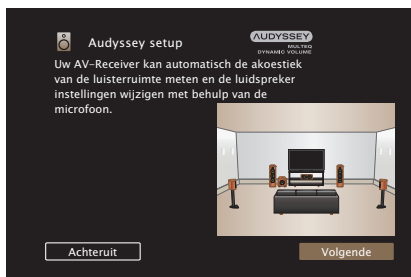 Audyssey setup
AUDYSSEY
MULTEQ
DYNAMIC VOLUME
Uw AV-Receiver kan automatisch de akoestiek
van de luisterruimte meten en de luidspreker
instellingen wijzigen met behulp van de
microfoon.
Achteruit
Volgende